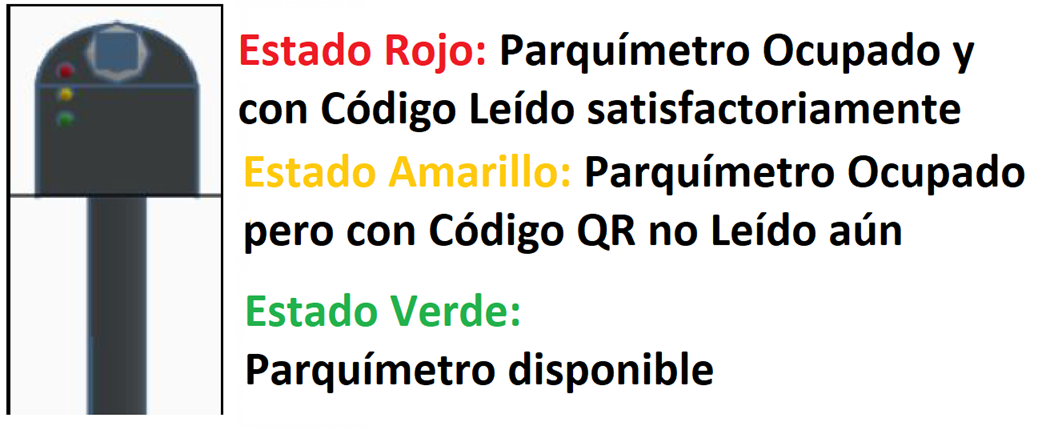 Estado Rojo: Parquímetro Ocupado y
con Código Leído satisfactoriamente
Estado Amarillo: Parquímetro Ocupado
pero con Código QR no Leído aún
Estado Verde:
Parquímetro disponible